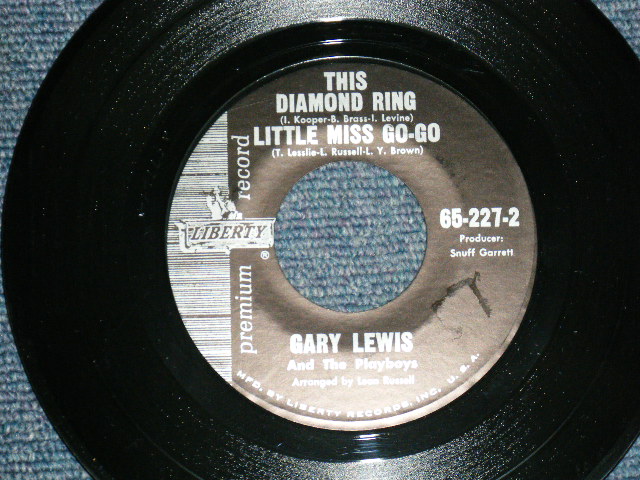 THIS
DIAMOND RING
(I. Kooper-B. Brass-I. Levine)
LITTLE MISS GO-GO
(T. Lesslie-L. Russell-L. Y. Brown)
premium record
LIBERTY
®
65-227-2
Producer:
Snuff Garrett
GARY LEWIS
And The Playboys
Arranged by Leon Russell
MFD. BY LIBERTY RECORDS, INC., U.S.A.